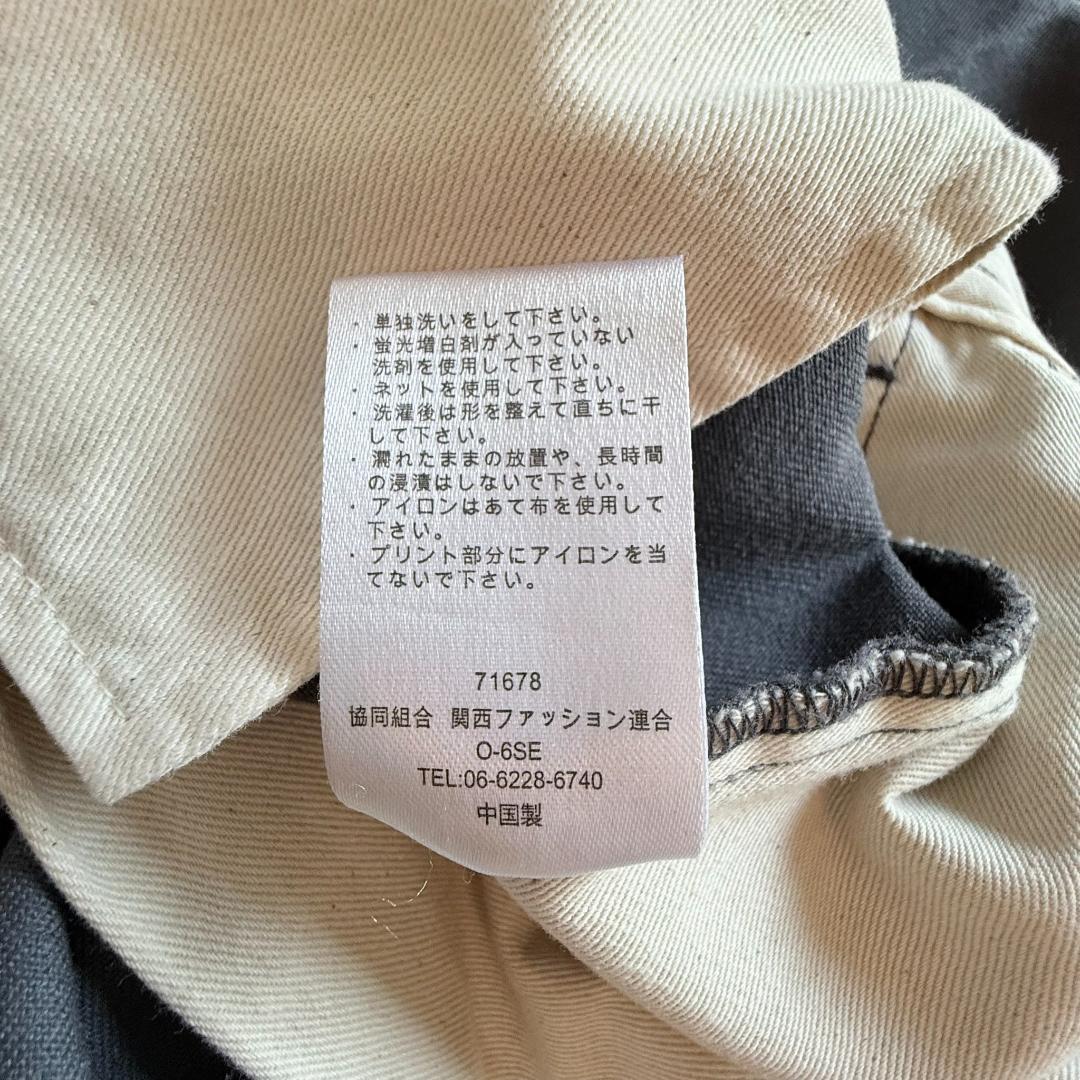 ・ 単独洗いをして下さい。
・ 蛍光増白剤が入っていない
洗剤を使用して下さい。
・ ネットを使用して下さい。
・ 洗濯後は形を整えて直ちに干
して下さい。
・ 濡れたままの放置や、長時間
の浸漬はしないで下さい。
・ アイロンはあて布を使用して
下さい。
・ プリント部分にアイロンを当
てないで下さい。
71678
協同組合 関西ファッション連合
O-6SE
TEL:06-6228-6740
中国製